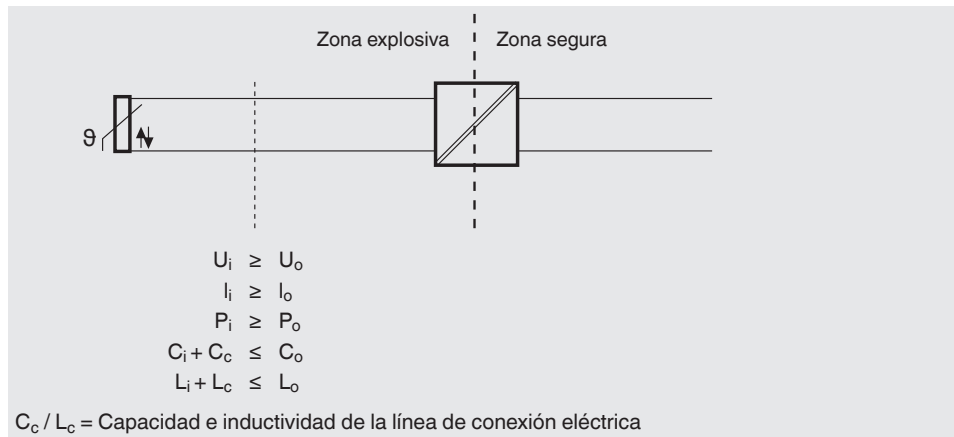 Zona explosiva Zona segura
ϑ
Uᵢ ≥ Uₒ
Iᵢ ≥ Iₒ
Pᵢ ≥ Pₒ
Cᵢ + C꜀ ≤ Cₒ
Lᵢ + L꜀ ≤ Lₒ
C꜀ / L꜀ = Capacidad e inductividad de la línea de conexión eléctrica